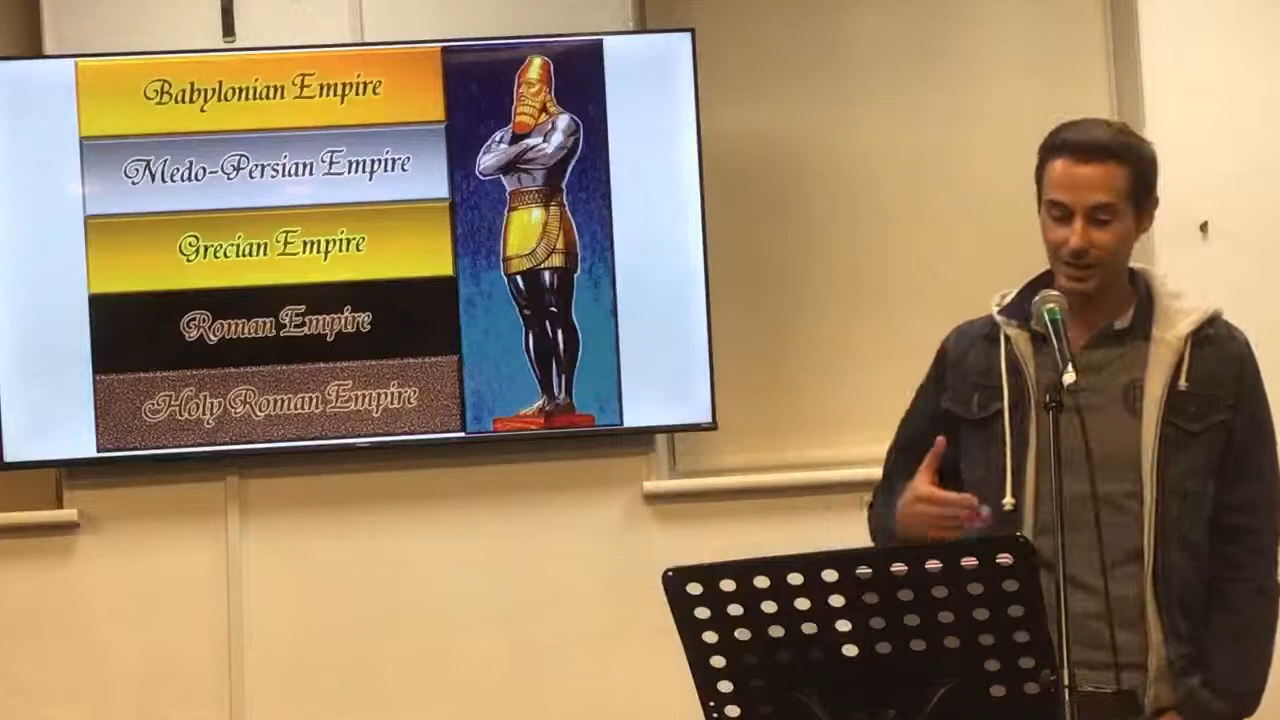 Babylonian Empire
Medo-Persian Empire
Grecian Empire
Roman Empire
Holy Roman Empire